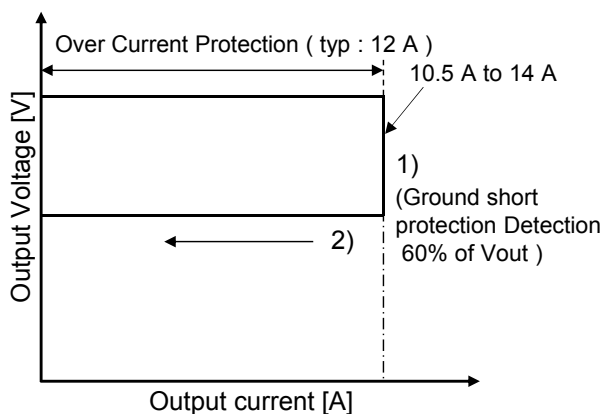 Over Current Protection ( typ : 12 A )
10.5 A to 14 A
1)
(Ground short
protection Detection
60% of Vout )
2)
Output Voltage [V]
Output current [A]